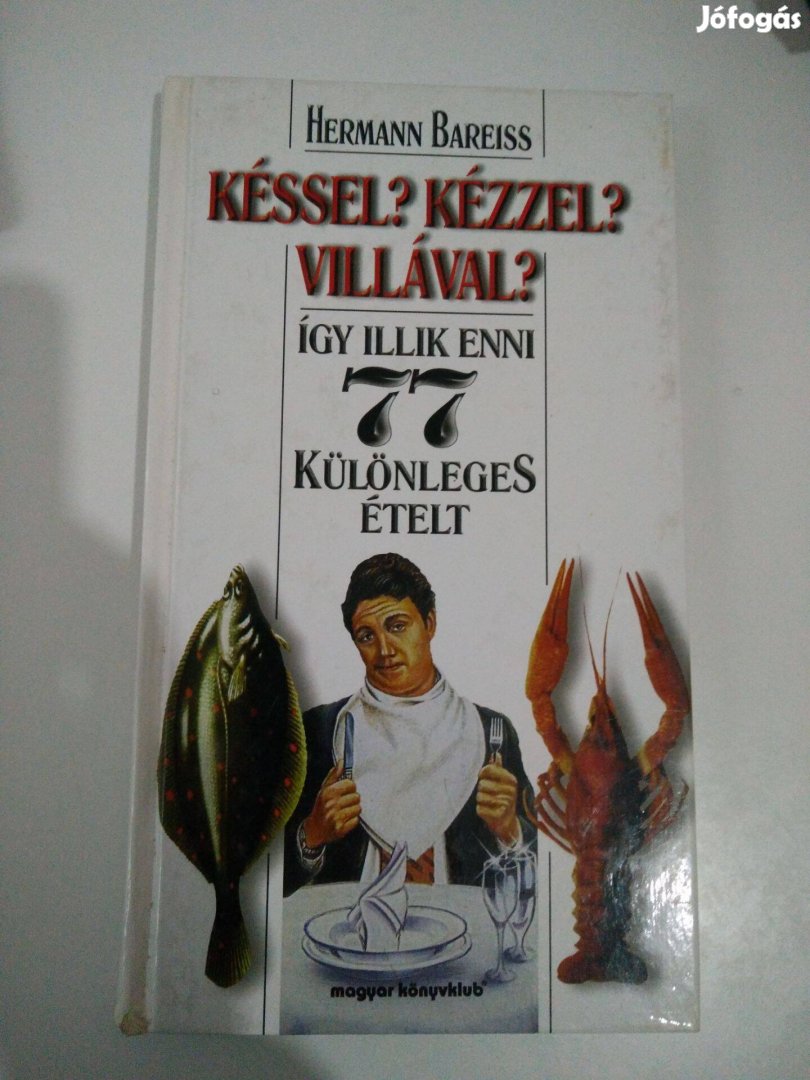 Jófogás
HERMANN BAREISS
KÉSSEL? KÉZZEL?
VILLÁVAL?
ÍGY ILLIK ENNI
77
KÜLÖNLEGES
ÉTELT
magyar könyvklub